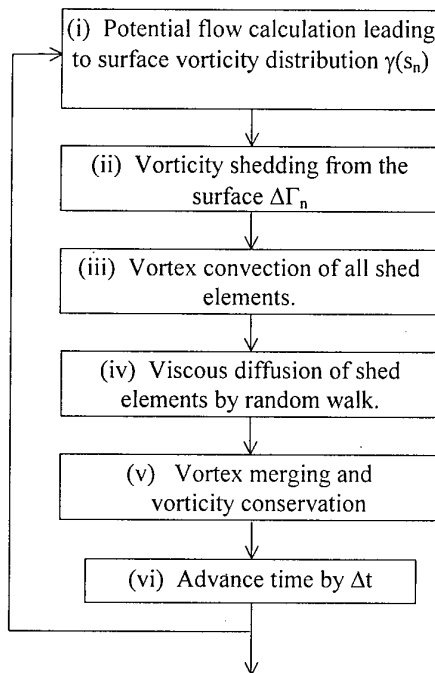 (i) Potential flow calculation leading
to surface vorticity distribution γ(sₙ)
(ii) Vorticity shedding from the
surface ΔΓₙ
(iii) Vortex convection of all shed
elements.
(iv) Viscous diffusion of shed
elements by random walk.
(v) Vortex merging and
vorticity conservation
(vi) Advance time by Δt